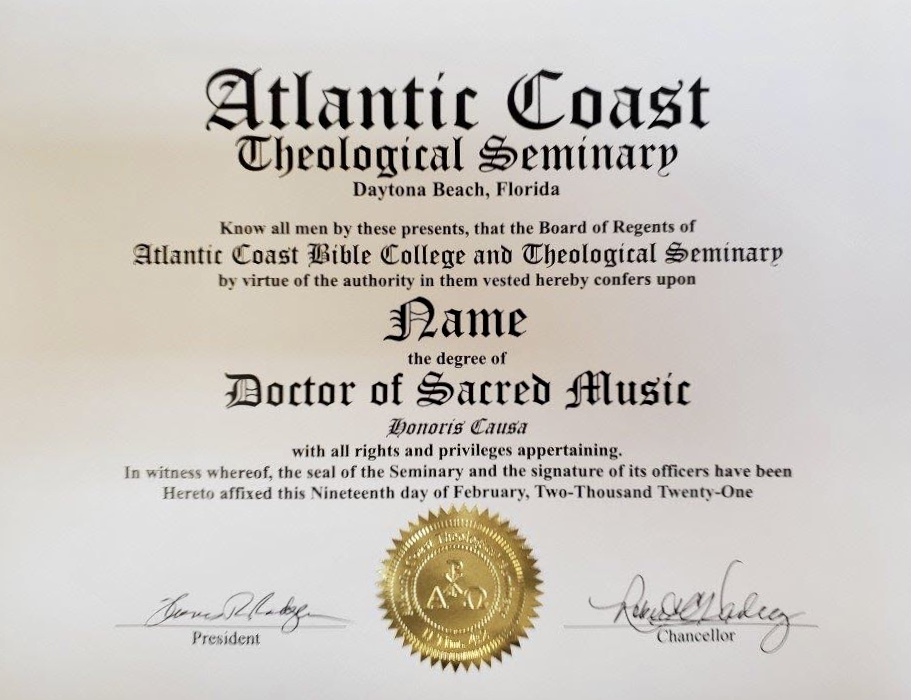 Atlantic Coast
Theological Seminary
Daytona Beach, Florida
Know all men by these presents, that the Board of Regents of
Atlantic Coast Bible College and Theological Seminary
by virtue of the authority in them vested hereby confers upon
Name
the degree of
Doctor of Sacred Music
Honoris Causa
with all rights and privileges appertaining.
In witness whereof, the seal of the Seminary and the signature of its officers have been
Hereto affixed this Nineteenth day of February, Two-Thousand Twenty-One
President
Chancellor